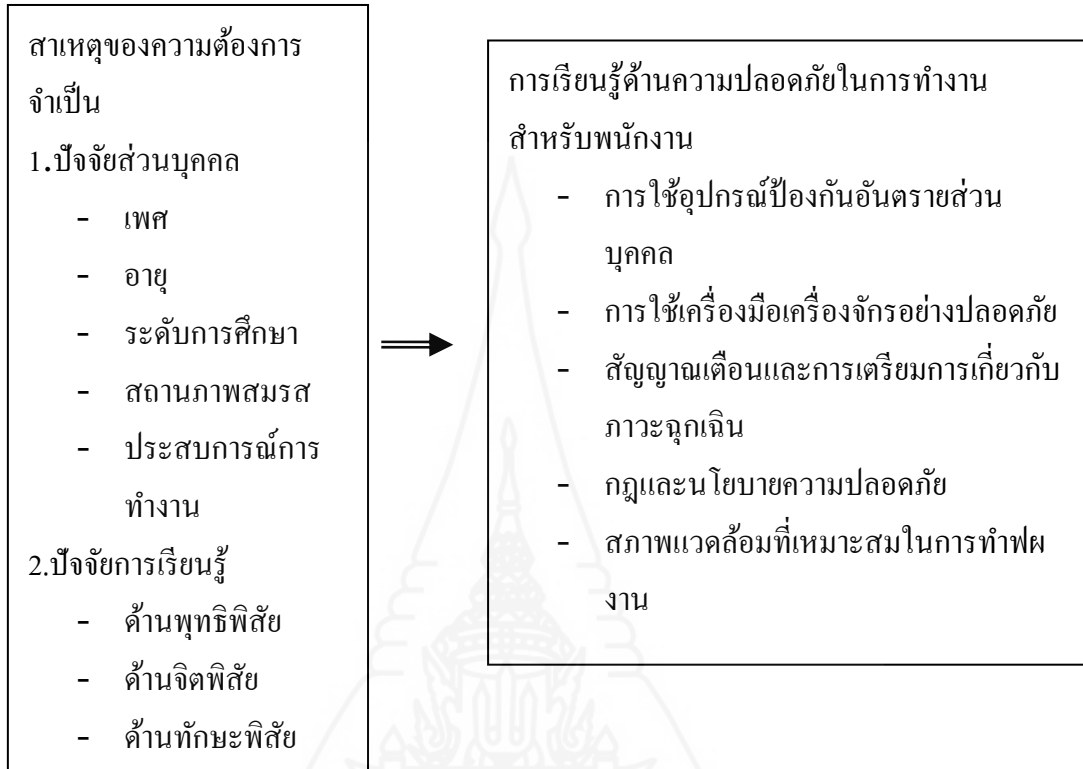 สาเหตุของความต้องการ
จำเป็น
1.ปัจจัยส่วนบุคคล
- เพศ
- อายุ
- ระดับการศึกษา
- สถานภาพสมรส
- ประสบการณ์การ
ทำงาน
2.ปัจจัยการเรียนรู้
- ด้านพุทธิพิสัย
- ด้านจิตพิสัย
- ด้านทักษะพิสัย
การเรียนรู้ด้านความปลอดภัยในการทำงาน
สำหรับพนักงาน
- การใช้อุปกรณ์ป้องกันอันตรายส่วน
บุคคล
- การใช้เครื่องมือเครื่องจักรอย่างปลอดภัย
- สัญญาณเตือนและการเตรียมการเกี่ยวกับ
ภาวะฉุกเฉิน
- กฎและนโยบายความปลอดภัย
- สภาพแวดล้อมที่เหมาะสมในการทำฟผ
งาน